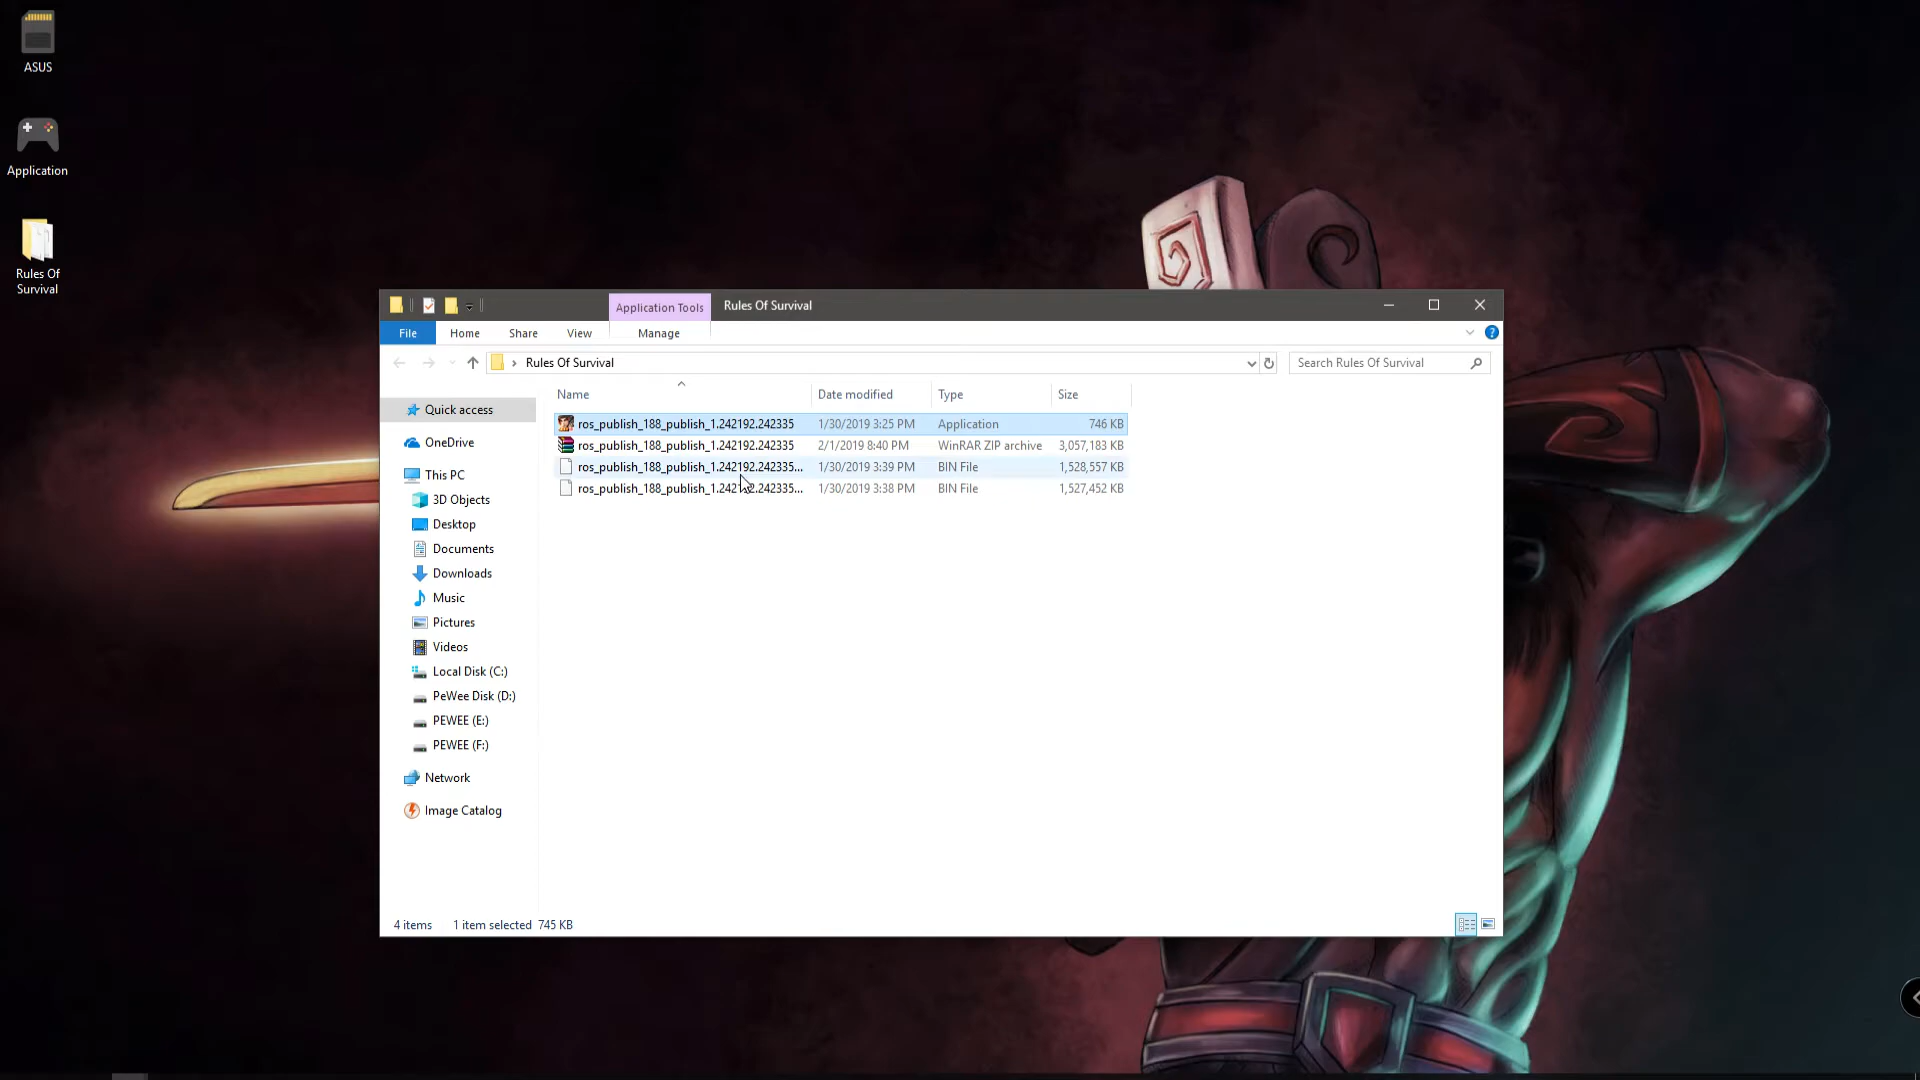 ASUS
Application
Rules Of
Survival
Application Tools Rules Of Survival
File Home Share View Manage
Rules Of Survival Search Rules Of Survival
Name Date modified Type Size
ros_publish_188_publish_1.242192.242335 1/30/2019 3:25 PM Application 746 KB
ros_publish_188_publish_1.242192.242335 2/1/2019 8:40 PM WinRAR ZIP archive 3,057,183 KB
ros_publish_188_publish_1.242192.242335... 1/30/2019 3:39 PM BIN File 1,528,557 KB
ros_publish_188_publish_1.242192.242335... 1/30/2019 3:38 PM BIN File 1,527,452 KB
Quick access
OneDrive
This PC
3D Objects
Desktop
Documents
Downloads
Music
Pictures
Videos
Local Disk (C:)
PeWee Disk (D:)
PEWEE (E:)
PEWEE (F:)
Network
Image Catalog
4 items 1 item selected 745 KB